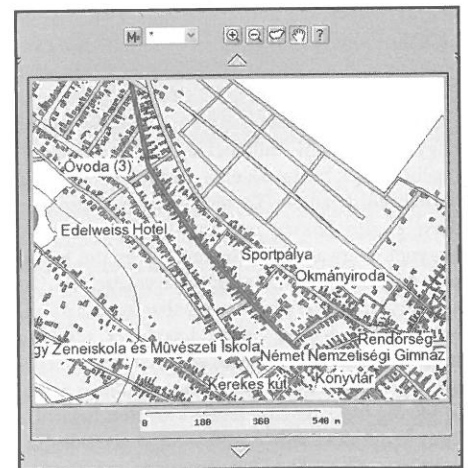 M *
?
Óvoda (3)
Edelweiss Hotel
Sportpálya
Okmányiroda
Rendőrség
gy Zeneiskola és Művészeti Iskola
Német Nemzetiségi Gimnáz
Kerekes kút
Könyvtár
0 180 360 540 m